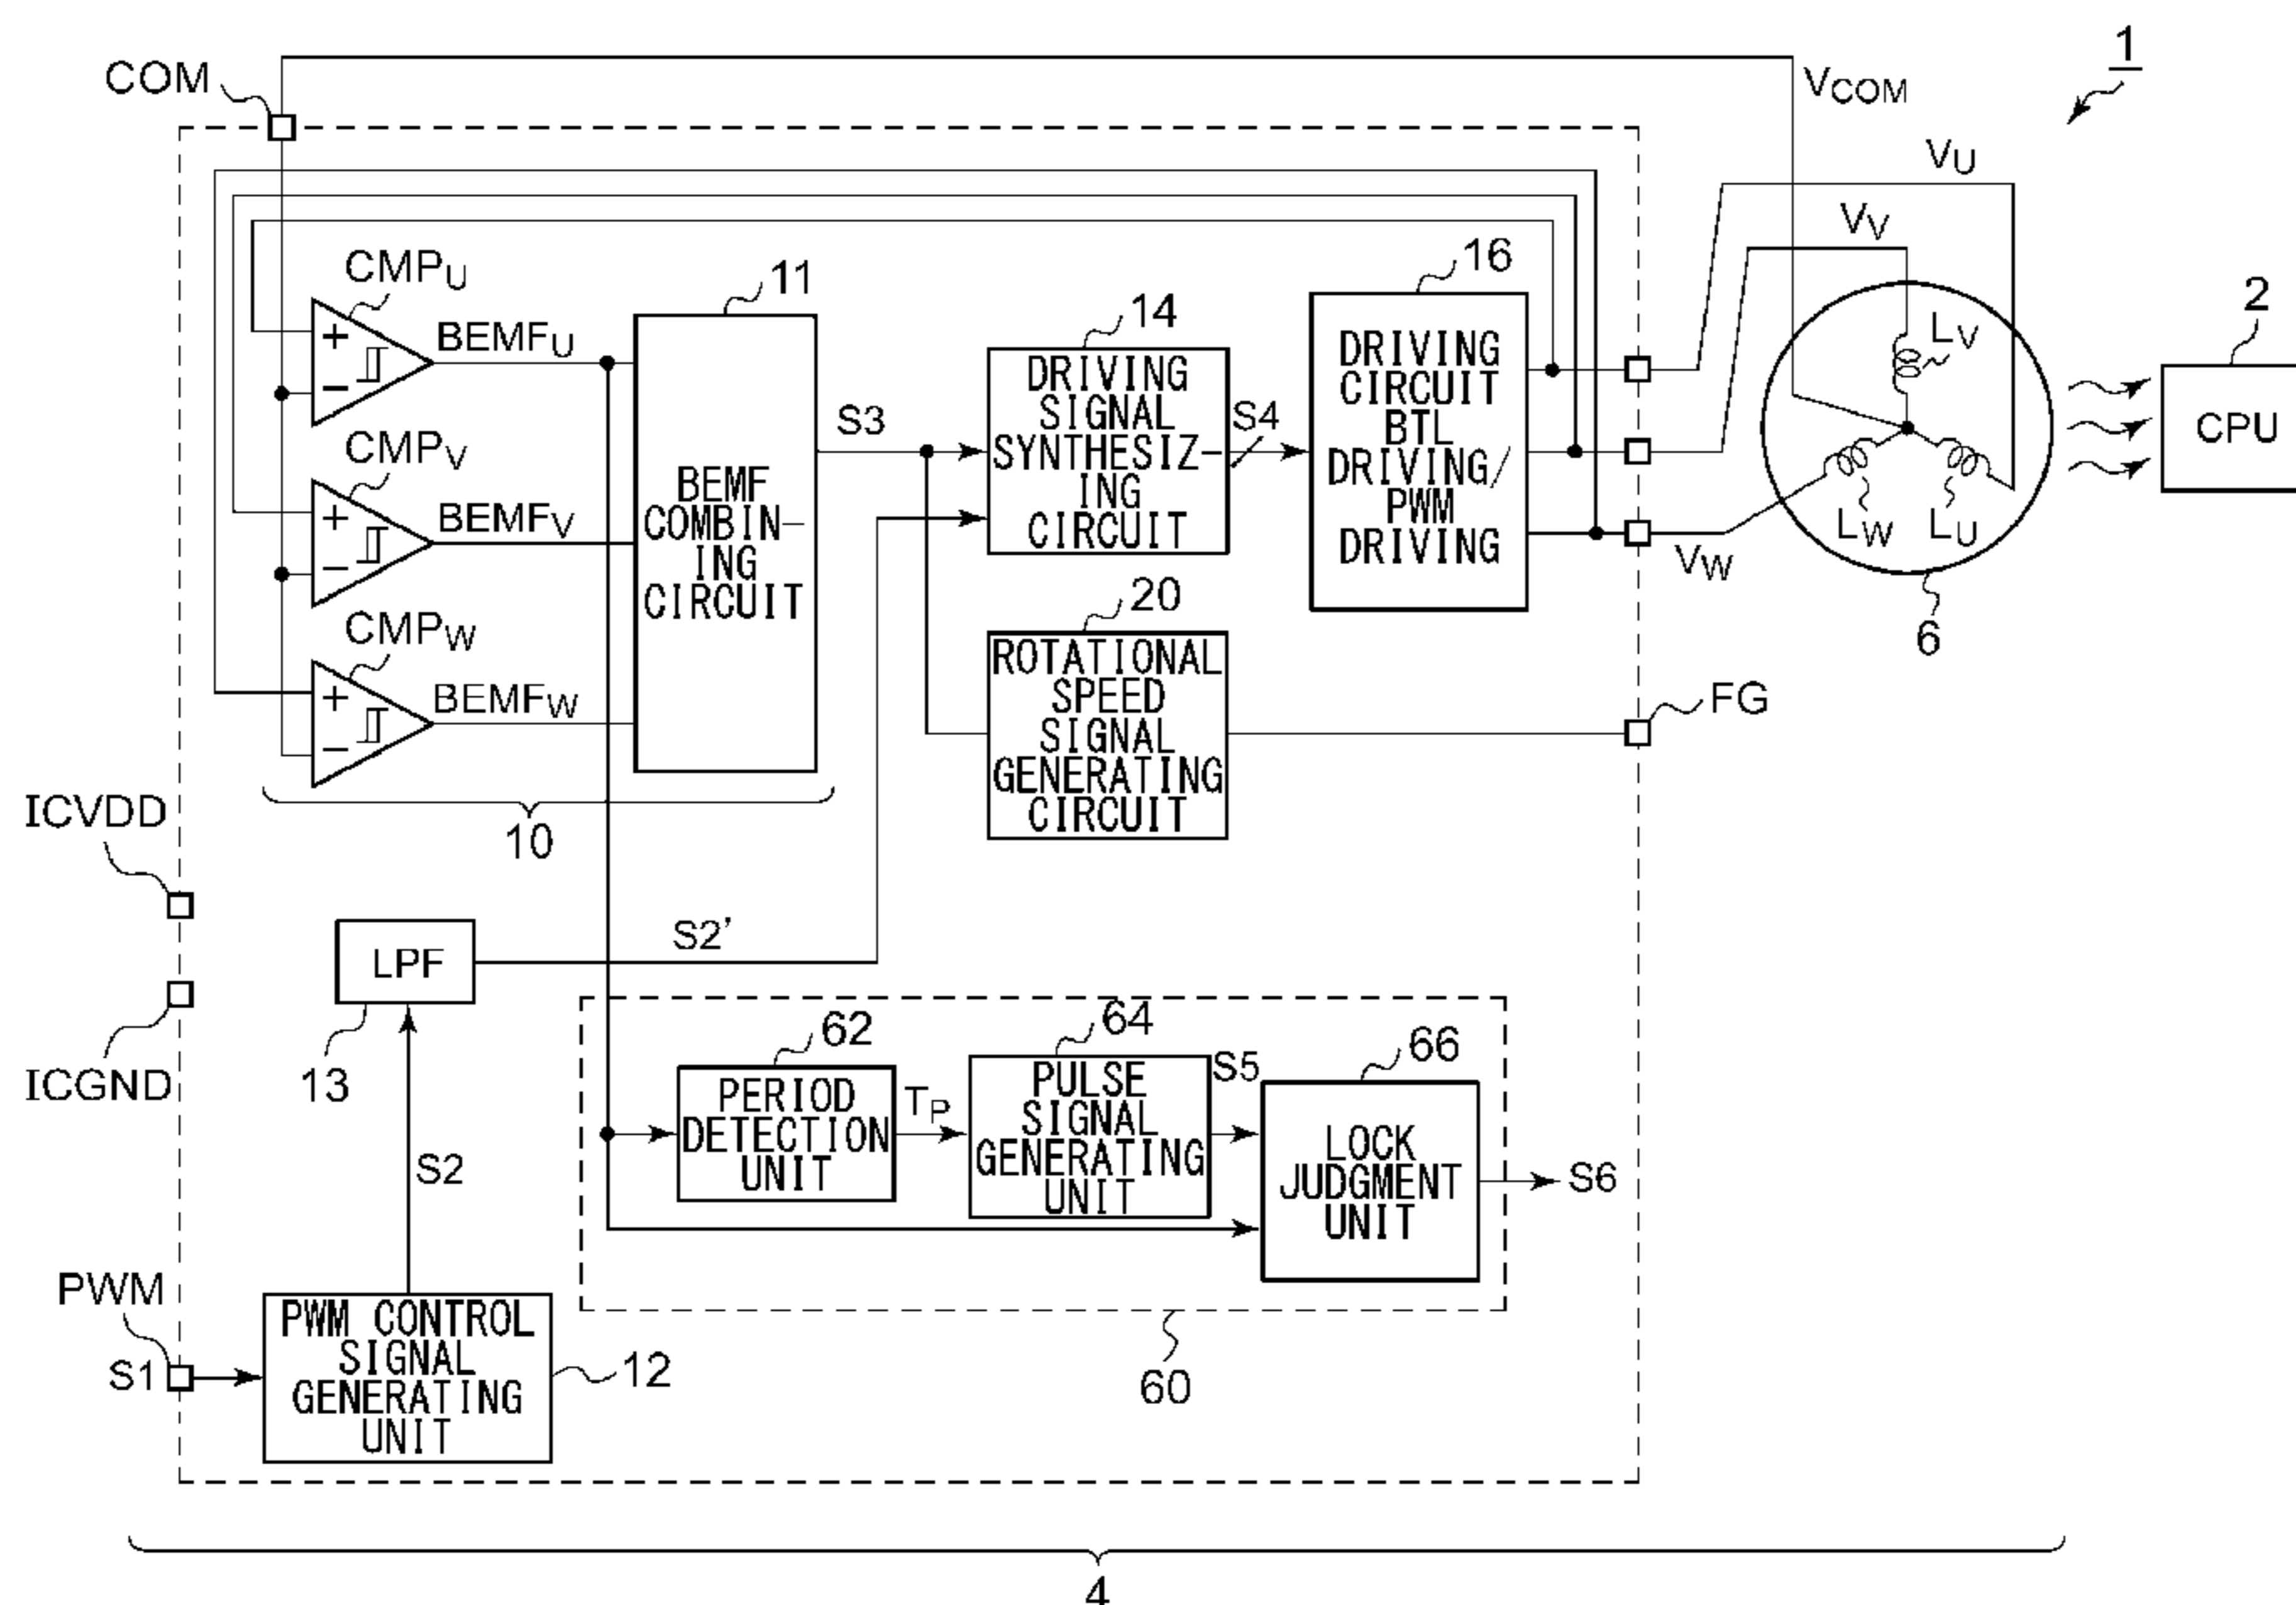 1
COM
VCOM
VU
VV
CMPU
11
16
2
14
BEMFU
LV
DRIVING
CIRCUIT
BTL
DRIVING/
PWM
DRIVING
DRIVING
SIGNAL
SYNTHESIZ-
ING
CIRCUIT
S3
S4
CPU
CMPV
BEMF
COMBIN-
ING
CIRCUIT
BEMFV
LW
LU
VW
20
6
CMPW
ROTATIONAL
SPEED
SIGNAL
GENERATING
CIRCUIT
BEMFW
FG
+
−
+
−
+
−
ICVDD
10
S2'
LPF
13
ICGND
62
64
66
PERIOD
DETECTION
UNIT
TP
PULSE
SIGNAL
GENERATING
UNIT
S5
LOCK
JUDGMENT
UNIT
S6
S2
PWM
S1
PWM CONTROL
SIGNAL
GENERATING
UNIT
12
60
4